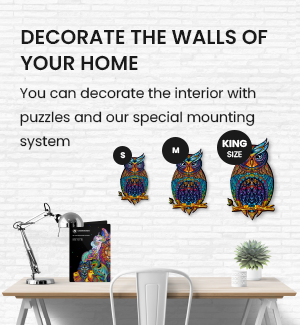 DECORATE THE WALLS OF
YOUR HOME
You can decorate the interior with
puzzles and our special mounting
system
S
M
KING
SIZE